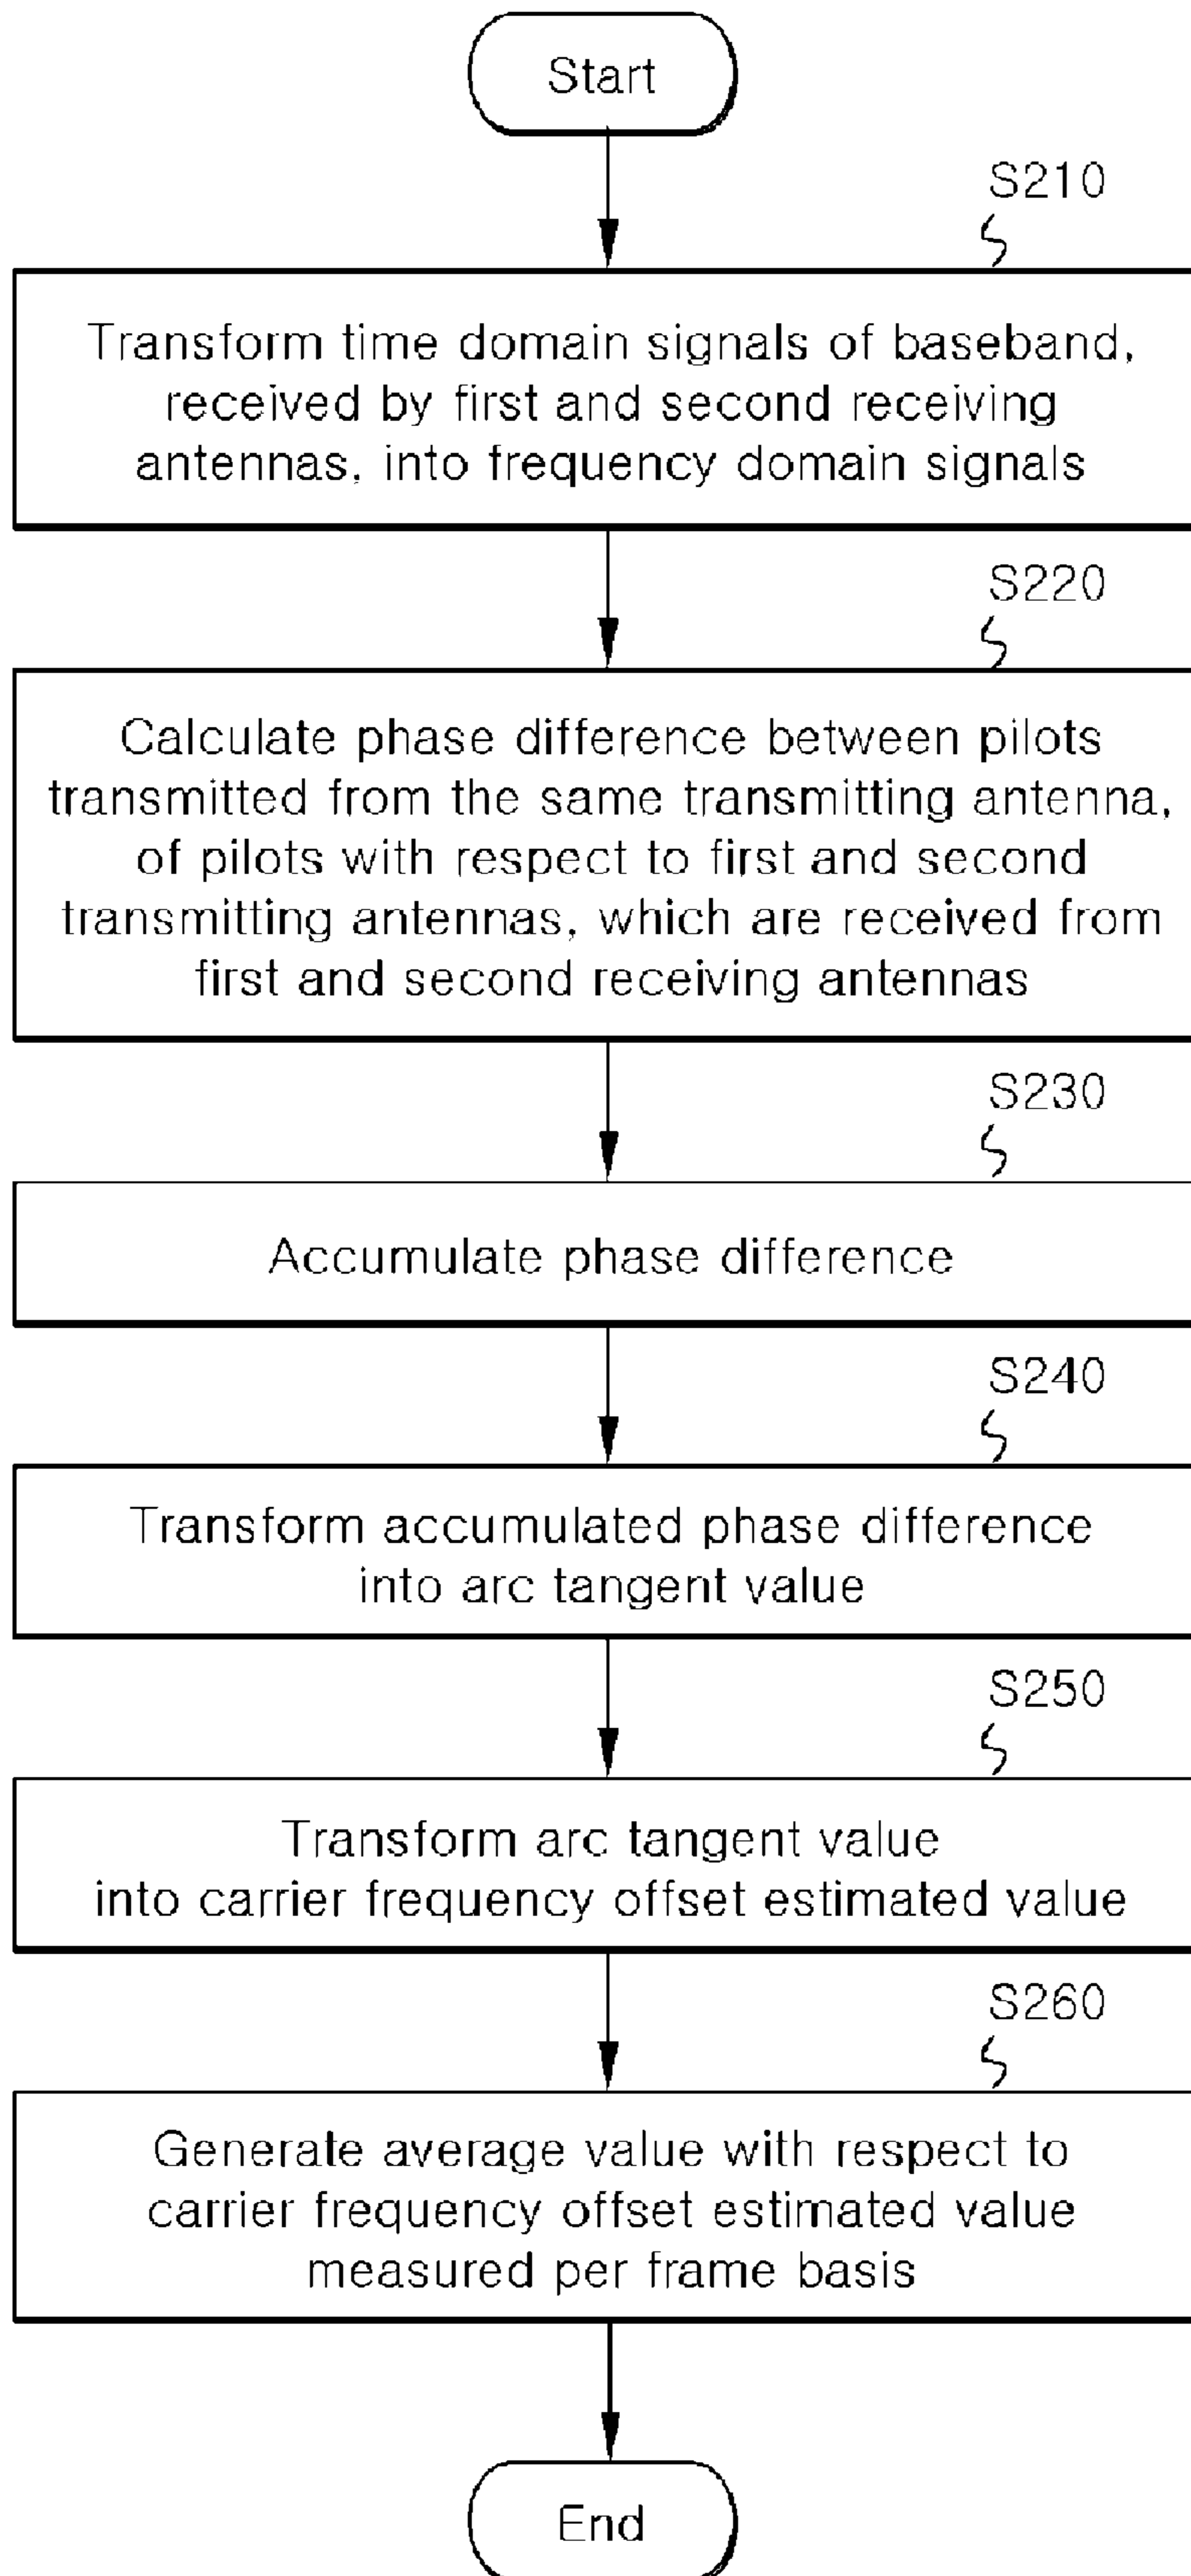 Start
S210
Transform time domain signals of baseband,
received by first and second receiving
antennas, into frequency domain signals
S220
Calculate phase difference between pilots
transmitted from the same transmitting antenna,
of pilots with respect to first and second
transmitting antennas, which are received from
first and second receiving antennas
S230
Accumulate phase difference
S240
Transform accumulated phase difference
into arc tangent value
S250
Transform arc tangent value
into carrier frequency offset estimated value
S260
Generate average value with respect to
carrier frequency offset estimated value
measured per frame basis
End